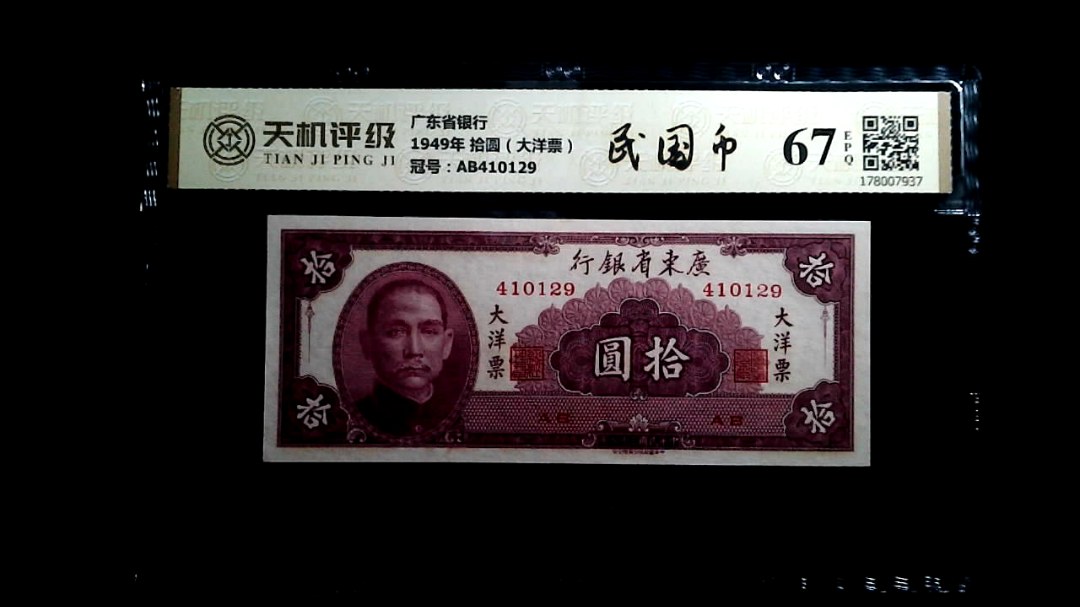 天机评级
TIAN JI PING JI
广东省银行
1949年 拾圆（大洋票）
冠号：AB410129
民国币
67
EPQ
178007937
拾
拾
行銀省東廣
410129
410129
大洋票
大洋票
圓拾
拾
拾
AB
AB